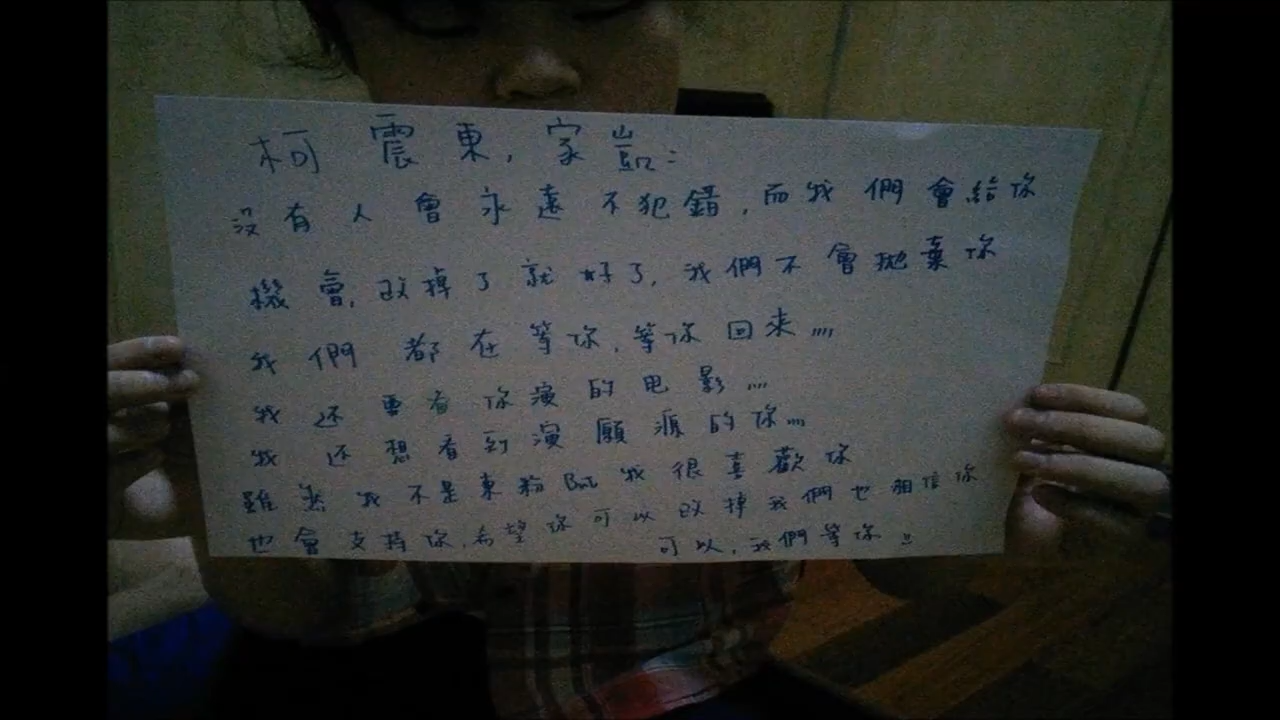 柯震東,家凱:
沒有人會永遠不犯錯,而我們會給你
機會,改掉了就好了,我們不會拋棄你
我們都在等你,等你回来,,,,
我还要看你演的电影,,,,
我还想看到演願源的你,,,,
雖然我不是東粉 But 我很喜歡你
也會支持你,希望你可以改掉我們也相信你
可以,我們等你!!